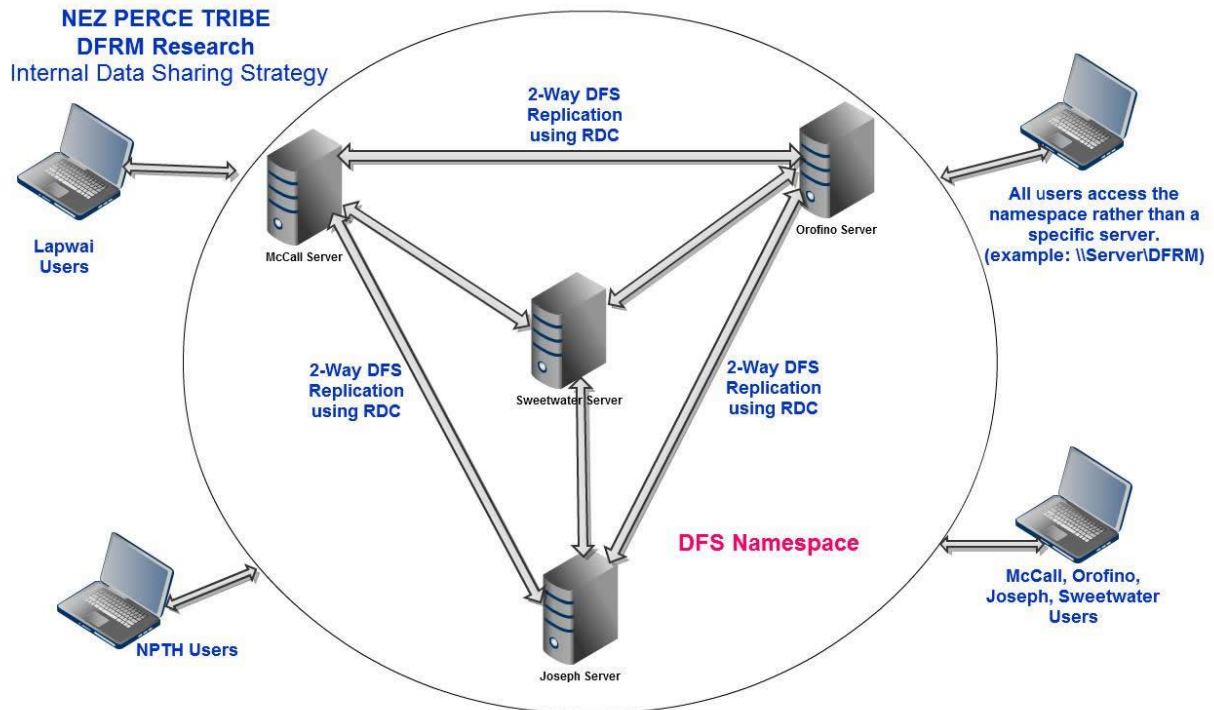 NEZ PERCE TRIBE
DFRM Research
Internal Data Sharing Strategy
2-Way DFS
Replication
using RDC
McCall Server
Orofino Server
Lapwai
Users
All users access the
namespace rather than a
specific server.
(example: \\Server\DFRM)
2-Way DFS
Replication
using RDC
Sweetwater Server
2-Way DFS
Replication
using RDC
DFS Namespace
McCall, Orofino,
Joseph, Sweetwater
Users
NPTH Users
Joseph Server